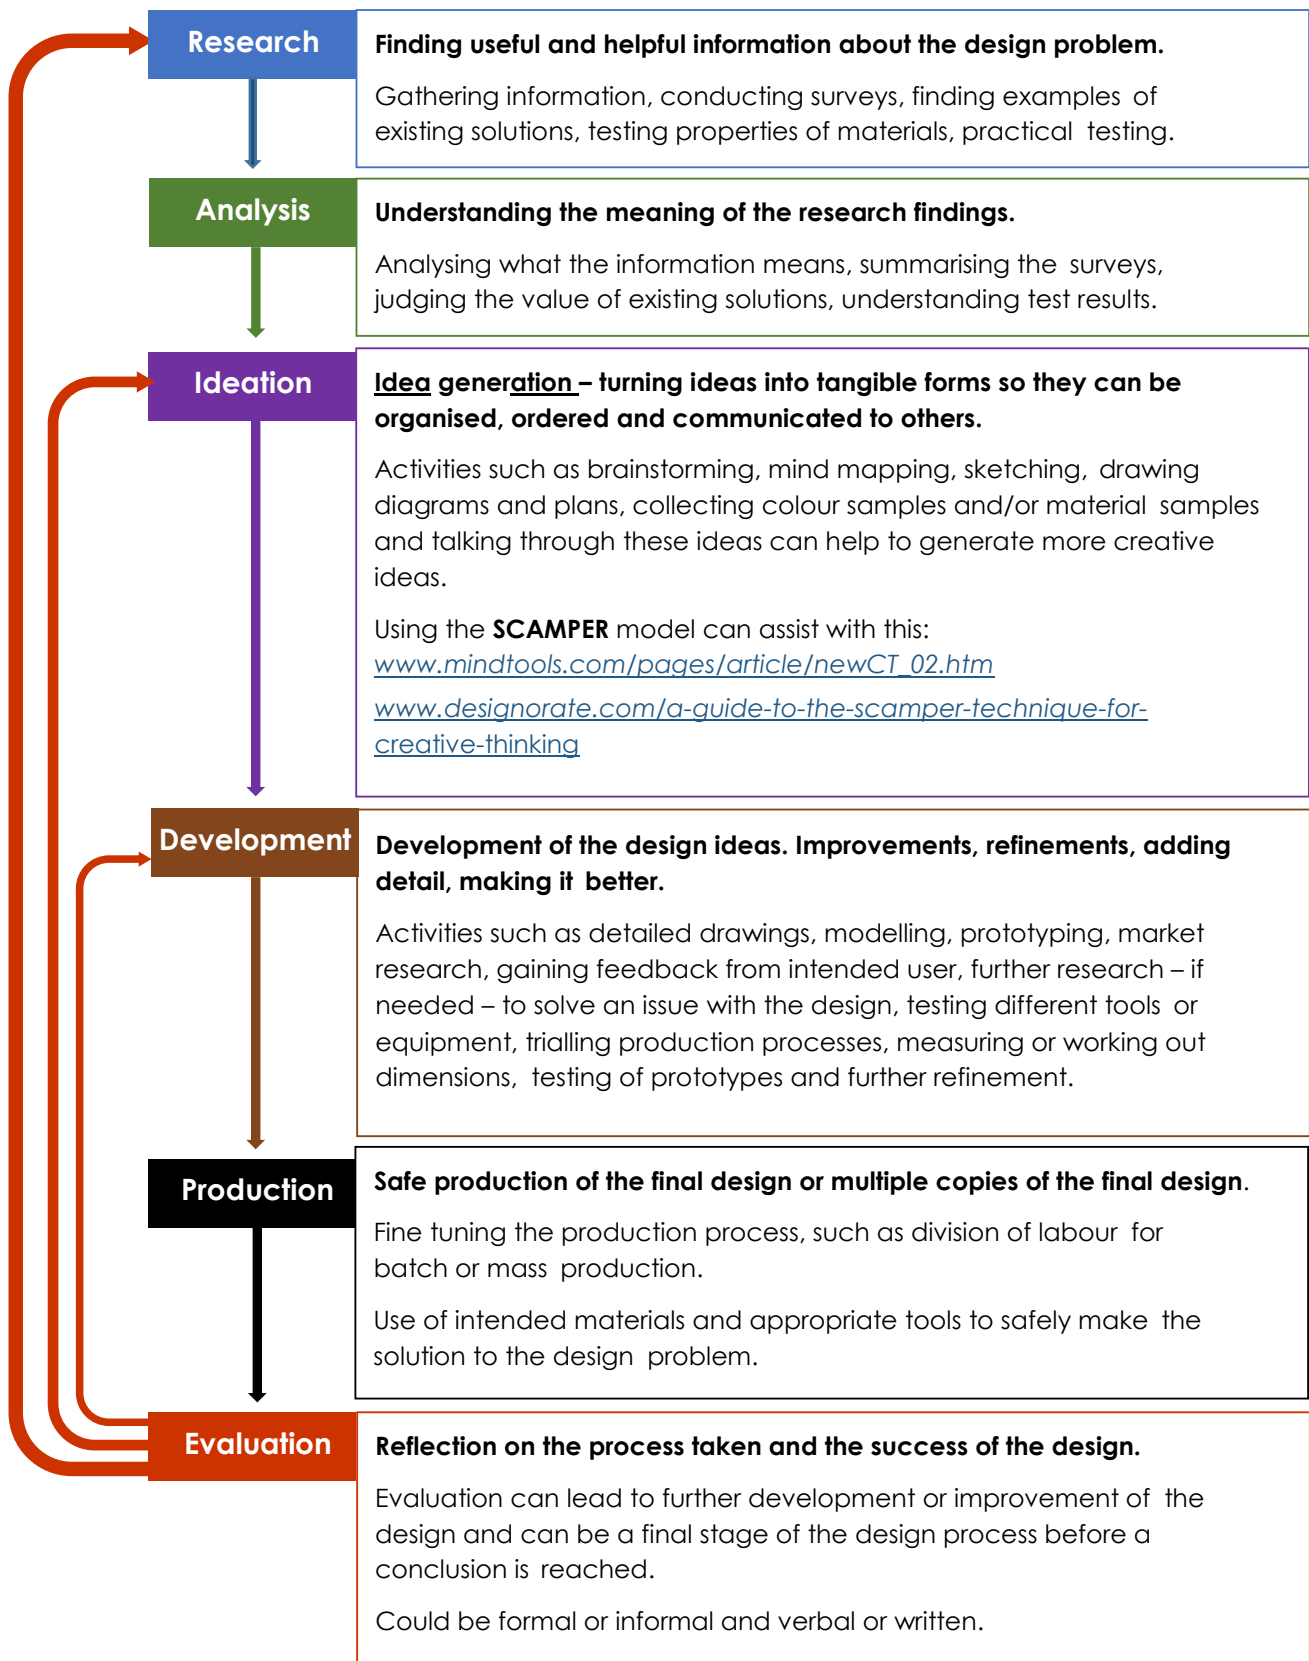 Research
Finding useful and helpful information about the design problem.
Gathering information, conducting surveys, finding examples of
existing solutions, testing properties of materials, practical testing.
Analysis
Understanding the meaning of the research findings.
Analysing what the information means, summarising the surveys,
judging the value of existing solutions, understanding test results.
Ideation
Idea generation – turning ideas into tangible forms so they can be
organised, ordered and communicated to others.
Activities such as brainstorming, mind mapping, sketching, drawing
diagrams and plans, collecting colour samples and/or material samples
and talking through these ideas can help to generate more creative
ideas.
Using the SCAMPER model can assist with this:
www.mindtools.com/pages/article/newCT_02.htm
www.designorate.com/a-guide-to-the-scamper-technique-for-
creative-thinking
Development
Development of the design ideas. Improvements, refinements, adding
detail, making it better.
Activities such as detailed drawings, modelling, prototyping, market
research, gaining feedback from intended user, further research – if
needed – to solve an issue with the design, testing different tools or
equipment, trialling production processes, measuring or working out
dimensions, testing of prototypes and further refinement.
Production
Safe production of the final design or multiple copies of the final design.
Fine tuning the production process, such as division of labour for
batch or mass production.
Use of intended materials and appropriate tools to safely make the
solution to the design problem.
Evaluation
Reflection on the process taken and the success of the design.
Evaluation can lead to further development or improvement of the
design and can be a final stage of the design process before a
conclusion is reached.
Could be formal or informal and verbal or written.